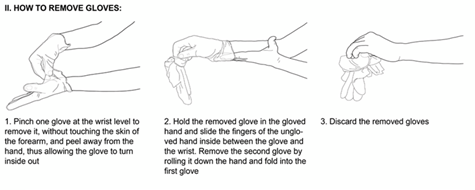 II. HOW TO REMOVE GLOVES:
1. Pinch one glove at the wrist level to
remove it, without touching the skin of
the forearm, and peel away from the
hand, thus allowing the glove to turn
inside out
2. Hold the removed glove in the gloved
hand and slide the fingers of the unglo-
ved hand inside between the glove and
the wrist. Remove the second glove by
rolling it down the hand and fold into the
first glove
3. Discard the removed gloves